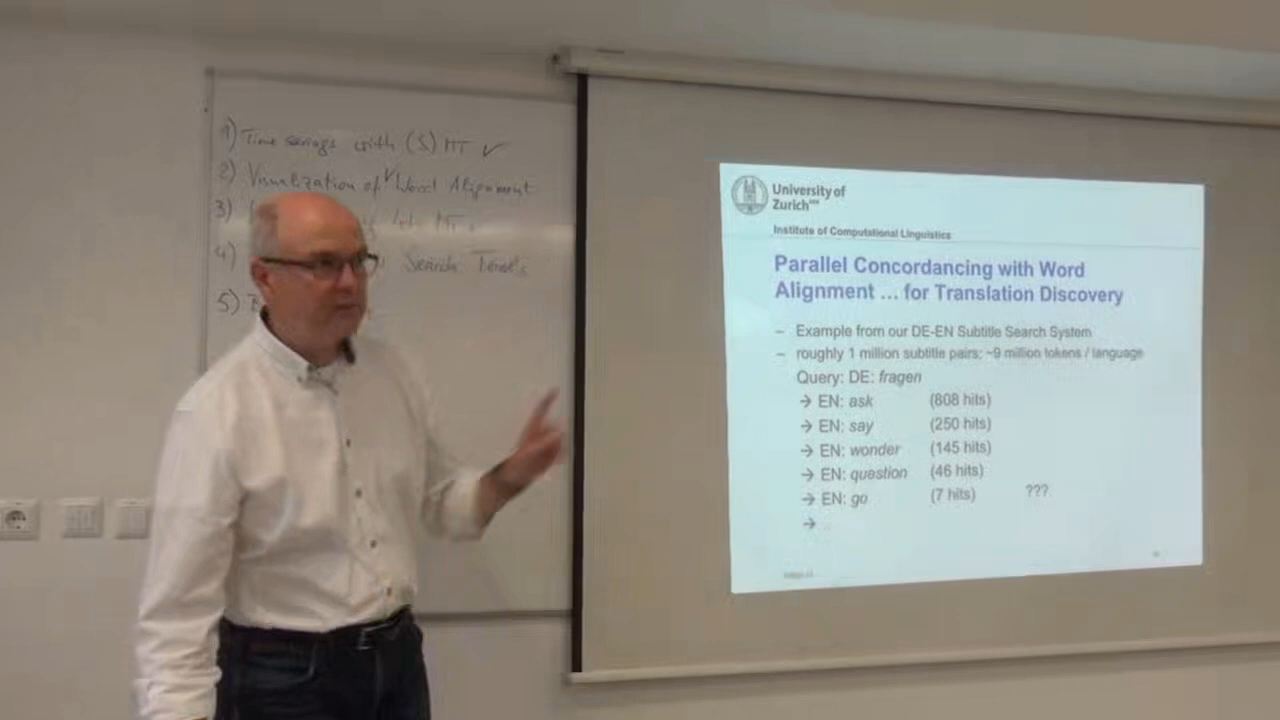 1) Time savings with (S) MT ✓
2) Visualization of Word Alignment
3)
4) Search Tools
5)
University of
Zurich
Institute of Computational Linguistics
Parallel Concordancing with Word
Alignment … for Translation Discovery
– Example from our DE-EN Subtitle Search System
– roughly 1 million subtitle pairs; ~9 million tokens / language
Query: DE: fragen
→ EN: ask (808 hits)
→ EN: say (250 hits)
→ EN: wonder (145 hits)
→ EN: question (46 hits)
→ EN: go (7 hits) ???
→